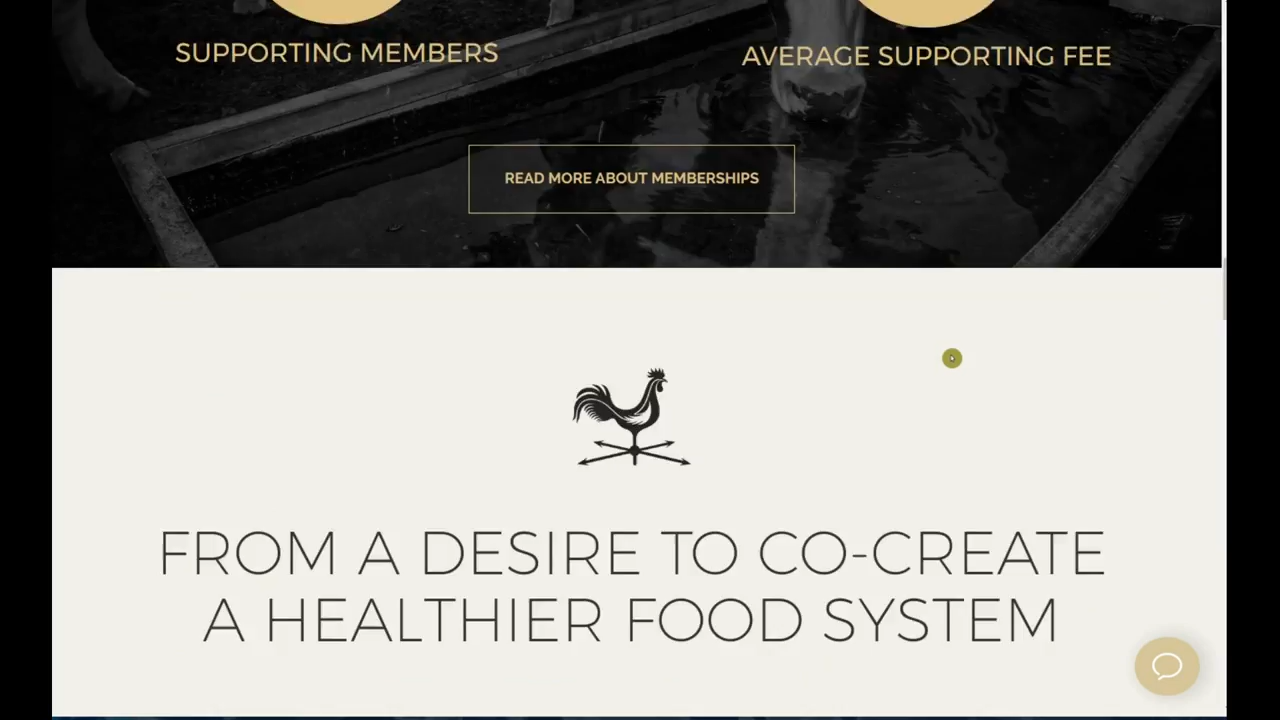 SUPPORTING MEMBERS
AVERAGE SUPPORTING FEE
READ MORE ABOUT MEMBERSHIPS
FROM A DESIRE TO CO-CREATE
A HEALTHIER FOOD SYSTEM